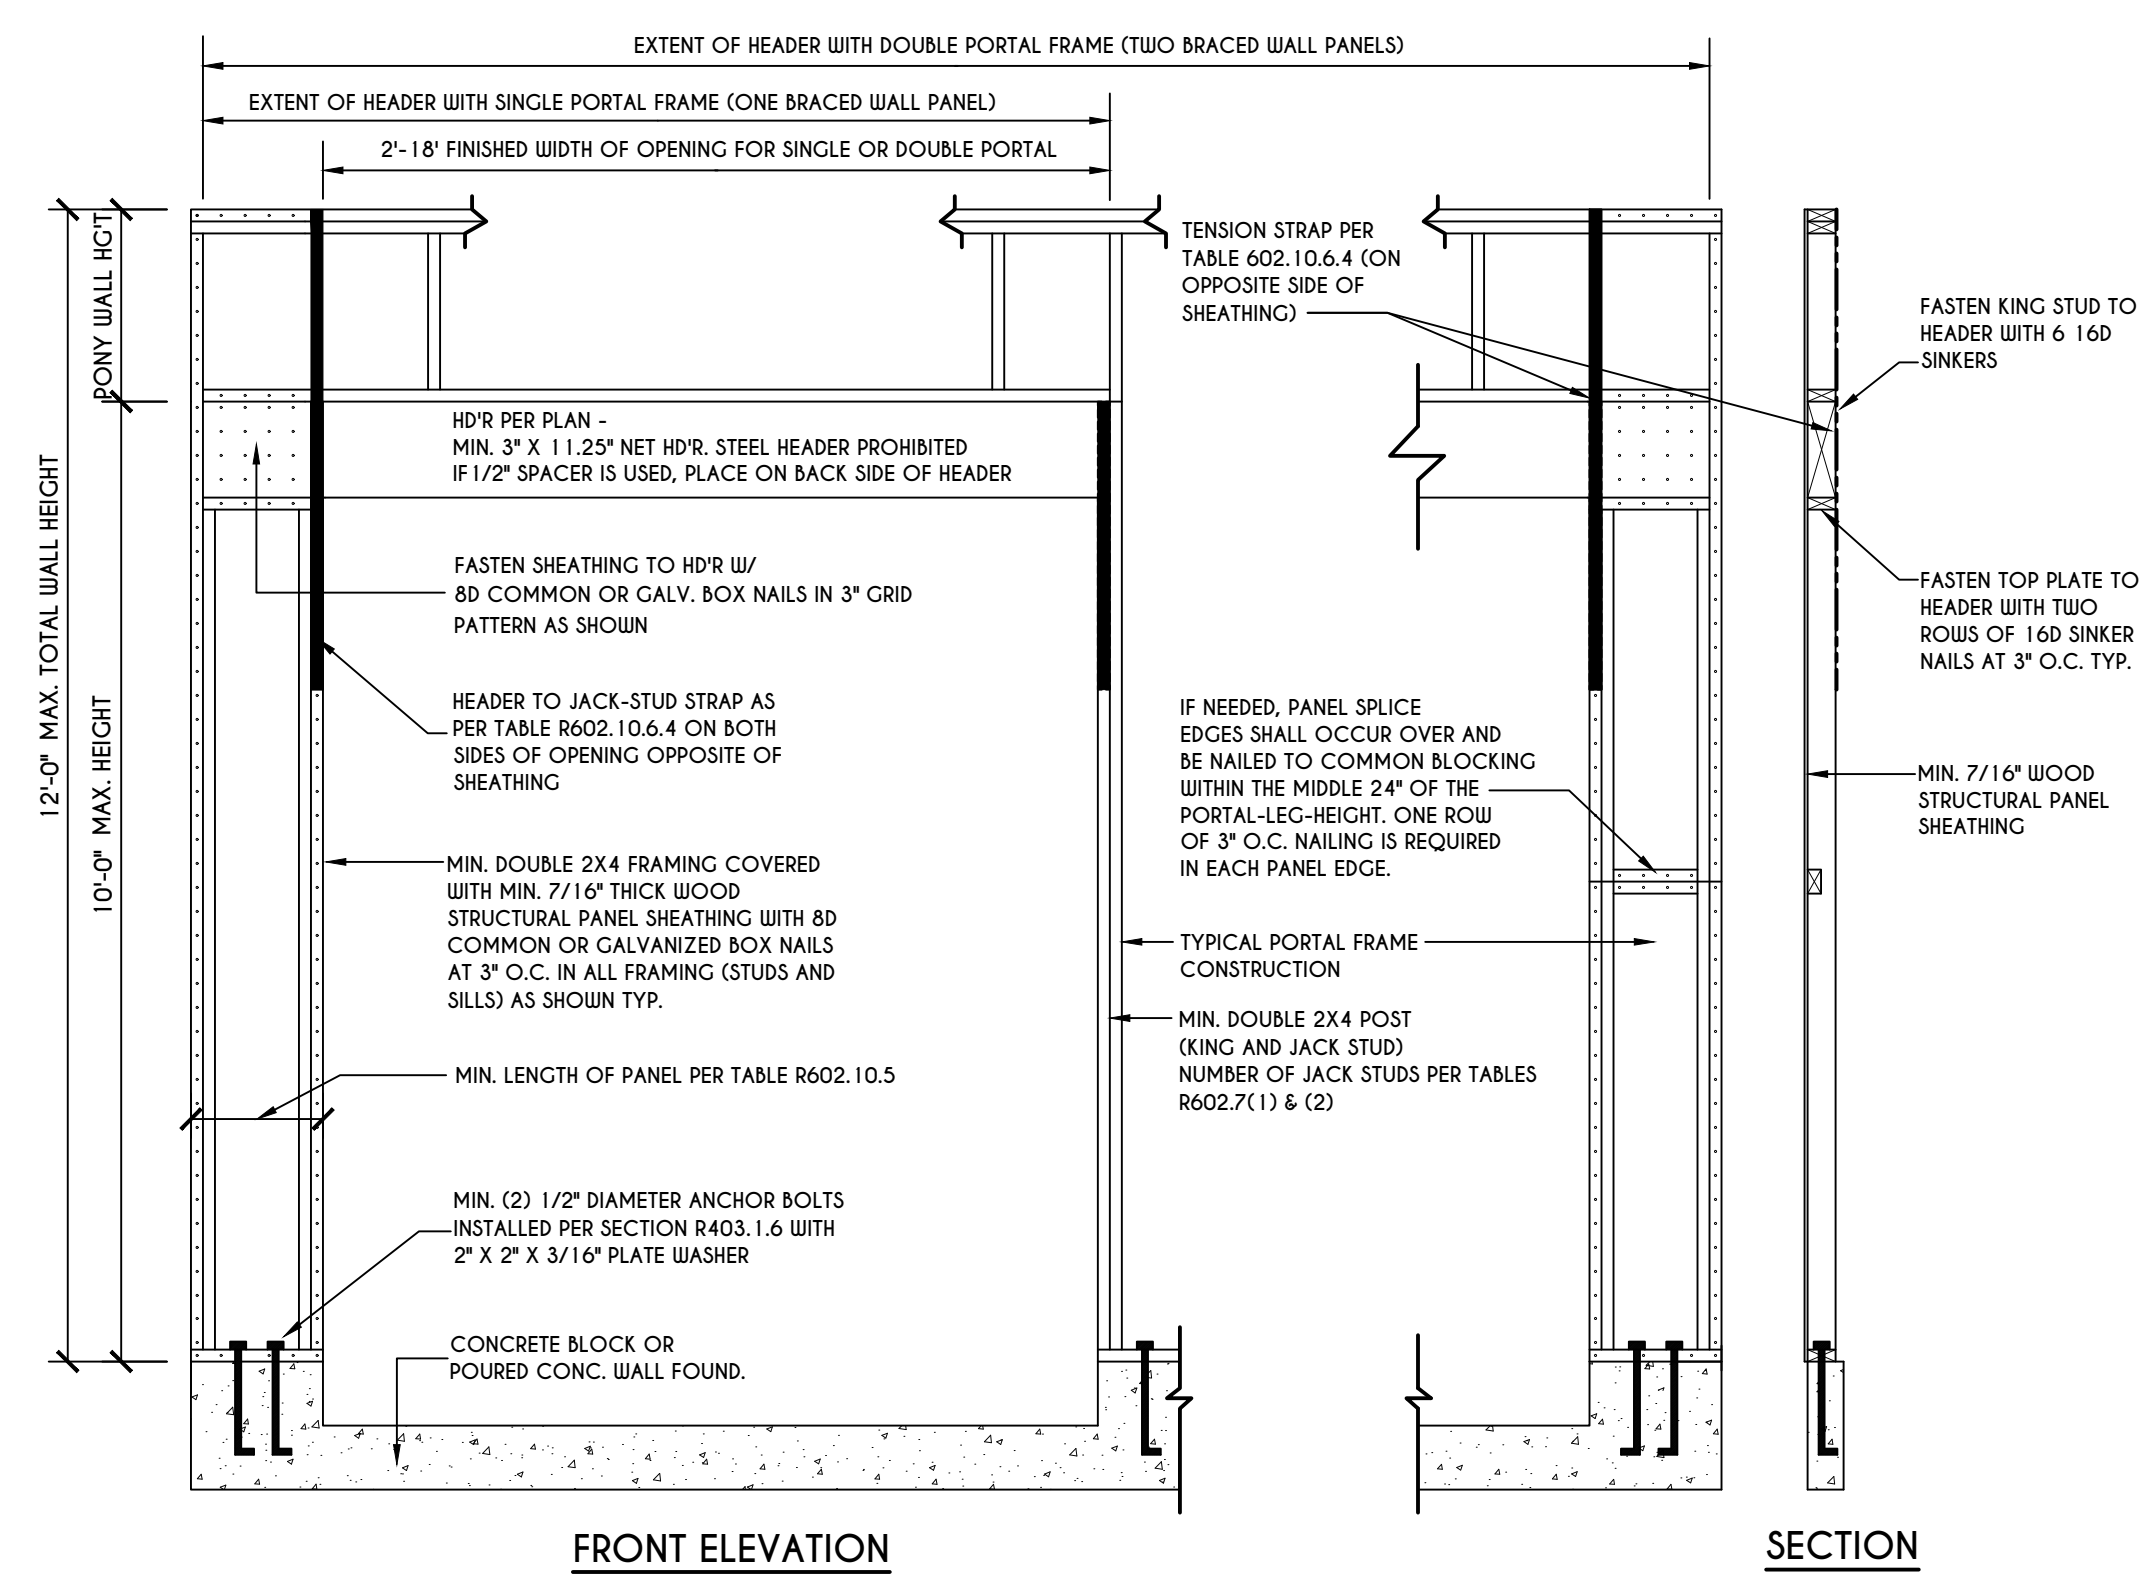 EXTENT OF HEADER WITH DOUBLE PORTAL FRAME (TWO BRACED WALL PANELS)
EXTENT OF HEADER WITH SINGLE PORTAL FRAME (ONE BRACED WALL PANEL)
2'-18' FINISHED WIDTH OF OPENING FOR SINGLE OR DOUBLE PORTAL
12'-0" MAX. TOTAL WALL HEIGHT
PONY WALL HG'T
10'-0" MAX. HEIGHT
HD'R PER PLAN -
MIN. 3" X 11.25" NET HD'R. STEEL HEADER PROHIBITED
IF 1/2" SPACER IS USED, PLACE ON BACK SIDE OF HEADER
FASTEN SHEATHING TO HD'R W/
8D COMMON OR GALV. BOX NAILS IN 3" GRID
PATTERN AS SHOWN
HEADER TO JACK-STUD STRAP AS
PER TABLE R602.10.6.4 ON BOTH
SIDES OF OPENING OPPOSITE OF
SHEATHING
MIN. DOUBLE 2X4 FRAMING COVERED
WITH MIN. 7/16" THICK WOOD
STRUCTURAL PANEL SHEATHING WITH 8D
COMMON OR GALVANIZED BOX NAILS
AT 3" O.C. IN ALL FRAMING (STUDS AND
SILLS) AS SHOWN TYP.
MIN. LENGTH OF PANEL PER TABLE R602.10.5
MIN. (2) 1/2" DIAMETER ANCHOR BOLTS
INSTALLED PER SECTION R403.1.6 WITH
2" X 2" X 3/16" PLATE WASHER
CONCRETE BLOCK OR
POURED CONC. WALL FOUND.
TENSION STRAP PER
TABLE 602.10.6.4 (ON
OPPOSITE SIDE OF
SHEATHING)
IF NEEDED, PANEL SPLICE
EDGES SHALL OCCUR OVER AND
BE NAILED TO COMMON BLOCKING
WITHIN THE MIDDLE 24" OF THE
PORTAL-LEG-HEIGHT. ONE ROW
OF 3" O.C. NAILING IS REQUIRED
IN EACH PANEL EDGE.
TYPICAL PORTAL FRAME
CONSTRUCTION
MIN. DOUBLE 2X4 POST
(KING AND JACK STUD)
NUMBER OF JACK STUDS PER TABLES
R602.7(1) & (2)
FASTEN KING STUD TO
HEADER WITH 6 16D
SINKERS
FASTEN TOP PLATE TO
HEADER WITH TWO
ROWS OF 16D SINKER
NAILS AT 3" O.C. TYP.
MIN. 7/16" WOOD
STRUCTURAL PANEL
SHEATHING
FRONT ELEVATION
SECTION